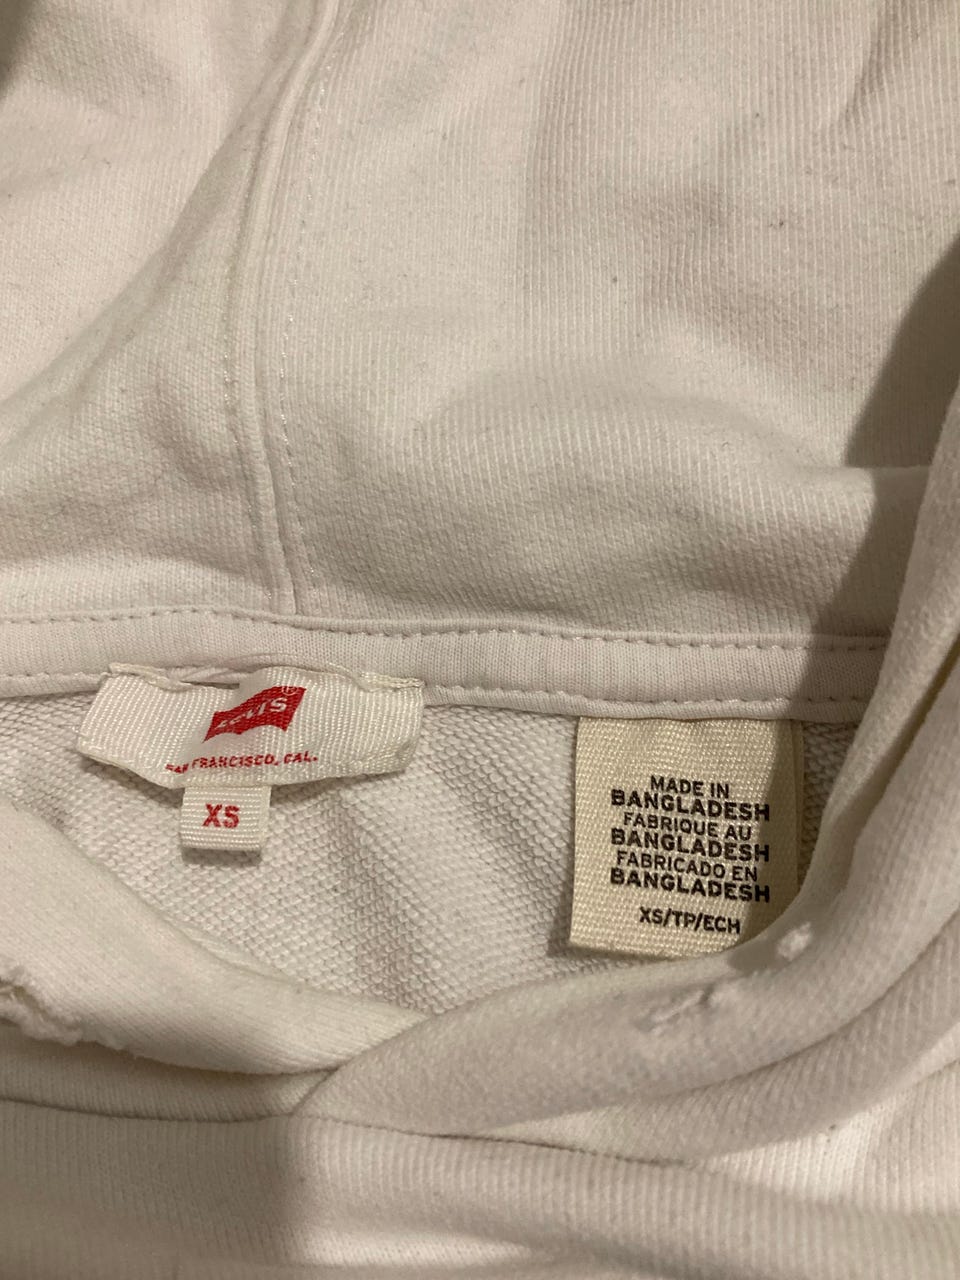 LEVI'S®
SAN FRANCISCO, CAL.
XS
MADE IN
BANGLADESH
FABRIQUE AU
BANGLADESH
FABRICADO EN
BANGLADESH
XS/TP/ECH